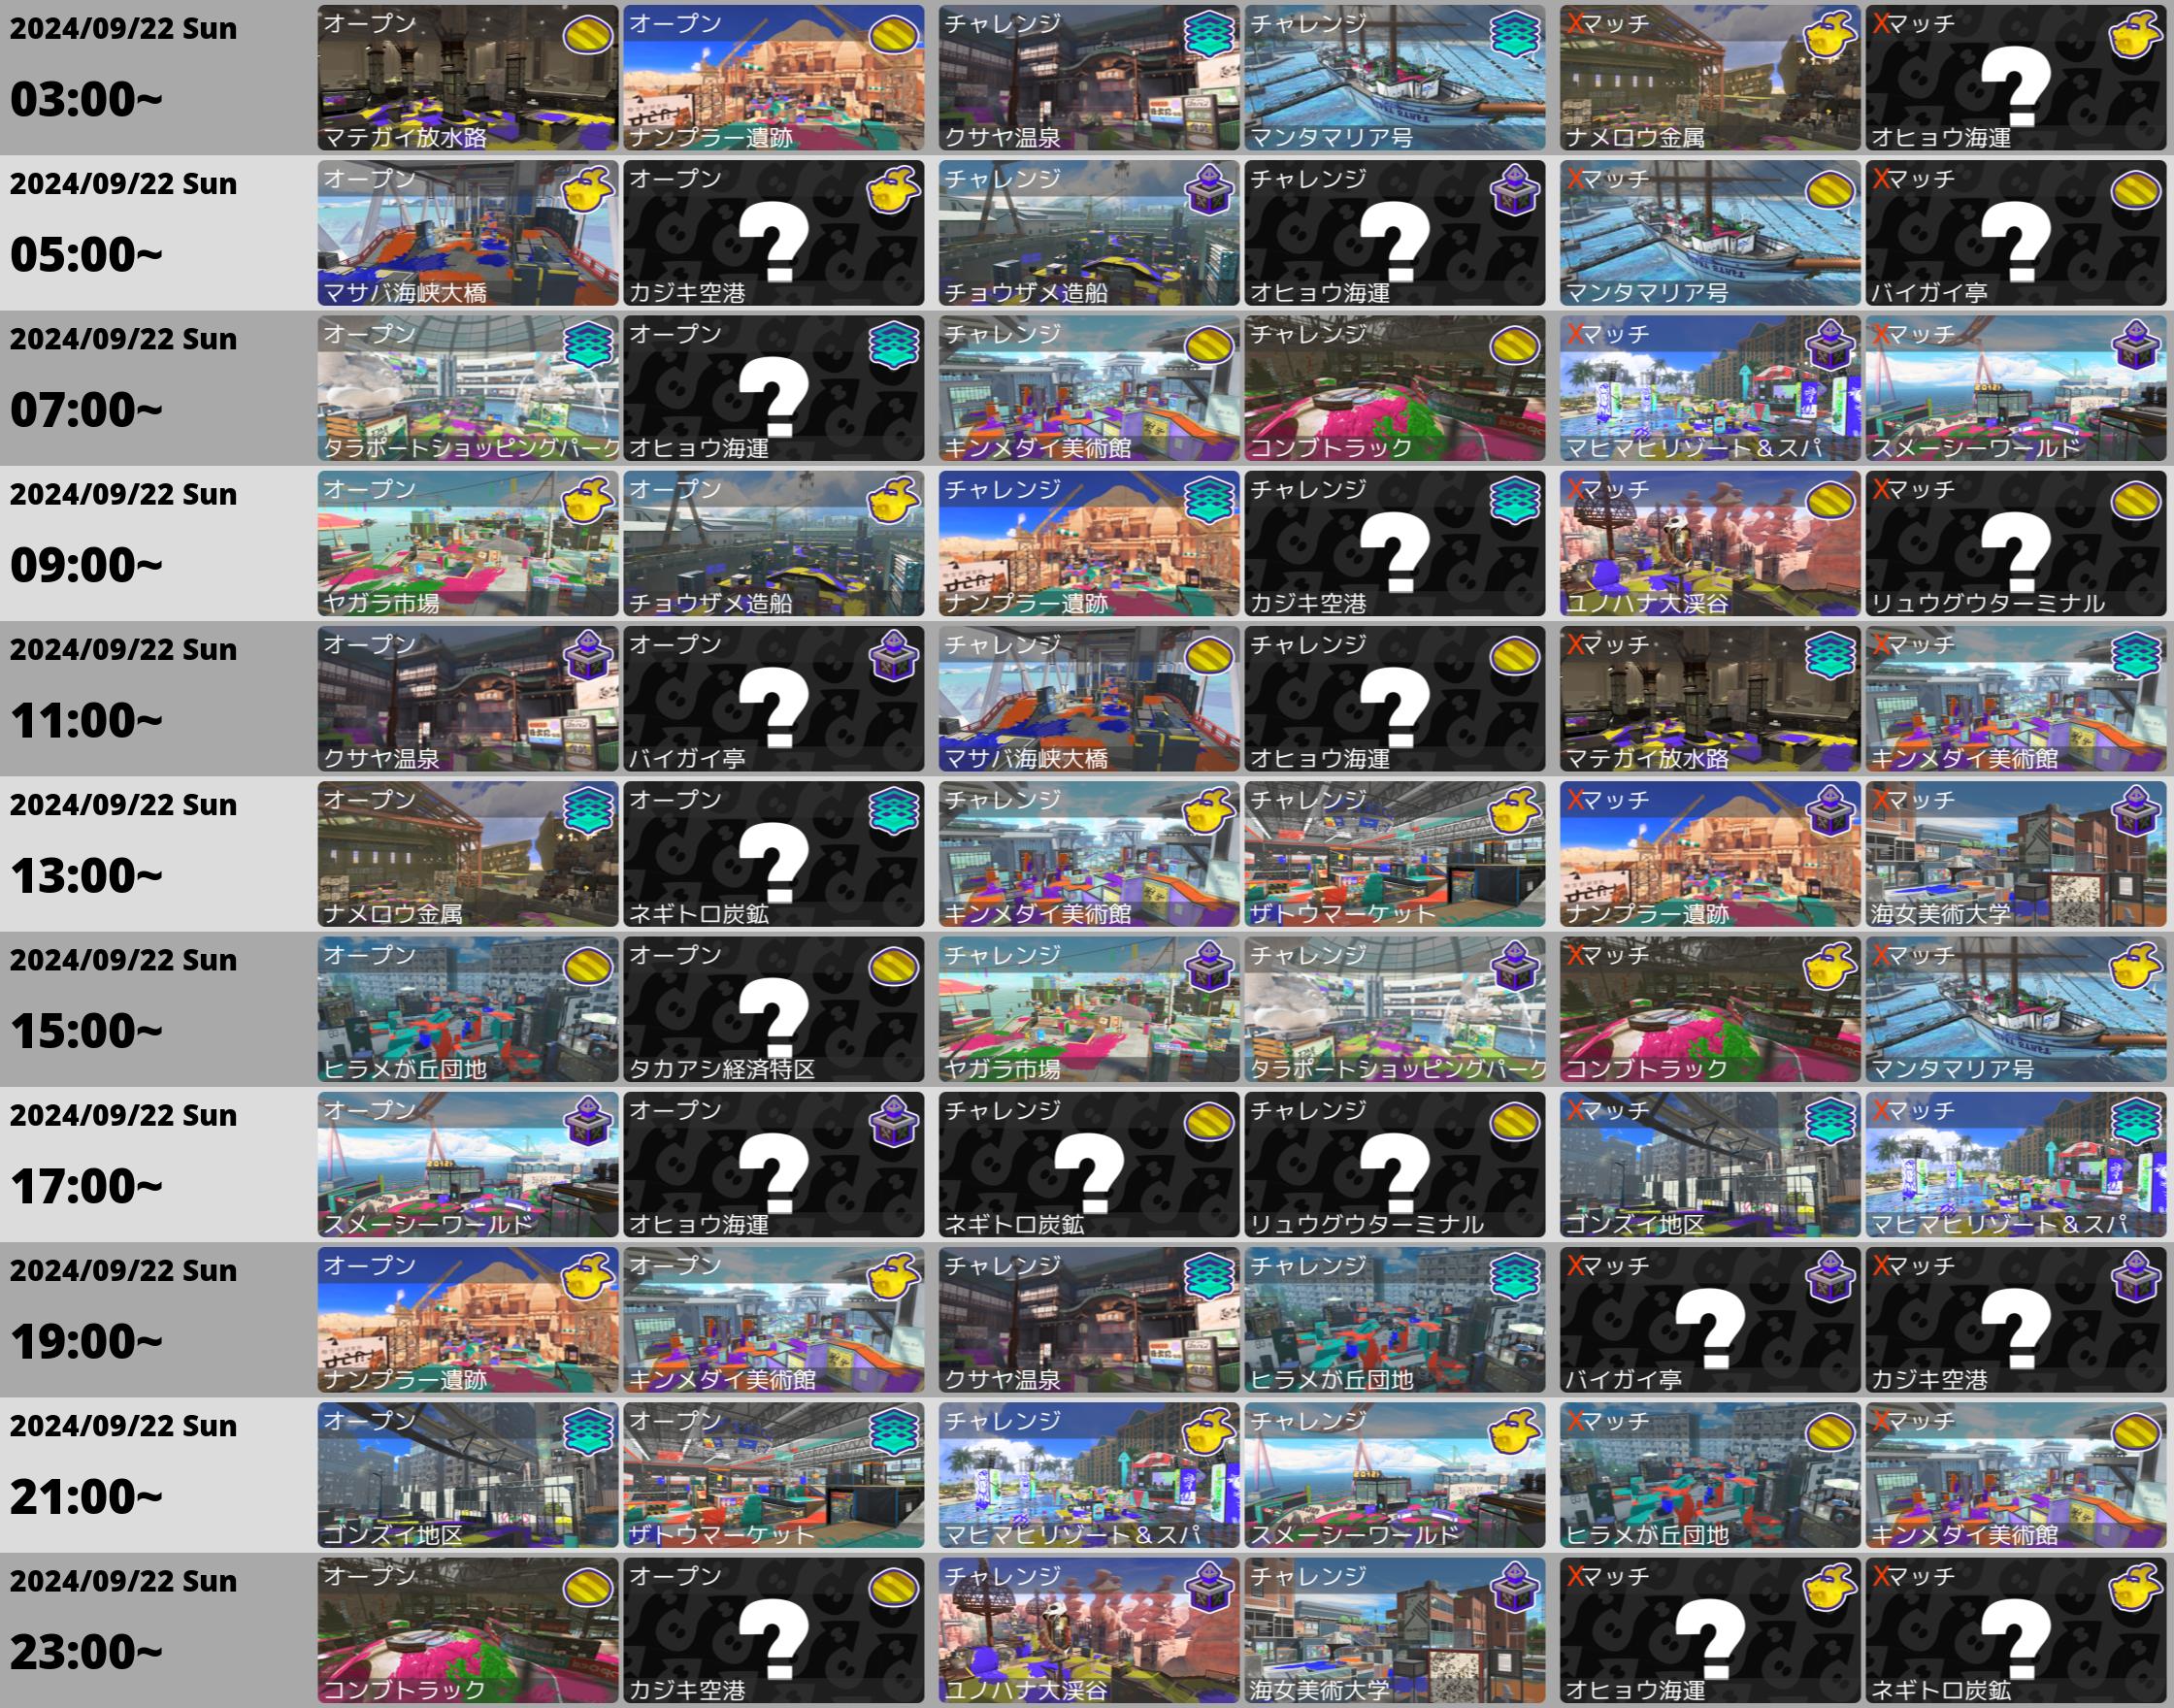 2024/09/22 Sun
03:00~
オープン
マテガイ放水路
オープン
ナンプラー遺跡
チャレンジ
クサヤ温泉
チャレンジ
マンタマリア号
Xマッチ
ナメロウ金属
Xマッチ
オヒョウ海運
2024/09/22 Sun
05:00~
オープン
マサバ海峡大橋
オープン
カジキ空港
チャレンジ
チョウザメ造船
チャレンジ
オヒョウ海運
Xマッチ
マンタマリア号
Xマッチ
バイガイ亭
2024/09/22 Sun
07:00~
オープン
タラポートショッピングパーク
オープン
オヒョウ海運
チャレンジ
キンメダイ美術館
チャレンジ
コンブトラック
Xマッチ
マヒマヒリゾート＆スパ
Xマッチ
スメーシーワールド
2024/09/22 Sun
09:00~
オープン
ヤガラ市場
オープン
チョウザメ造船
チャレンジ
ナンプラー遺跡
チャレンジ
カジキ空港
Xマッチ
ユノハナ大渓谷
Xマッチ
リュウグウターミナル
2024/09/22 Sun
11:00~
オープン
クサヤ温泉
オープン
バイガイ亭
チャレンジ
マサバ海峡大橋
チャレンジ
オヒョウ海運
Xマッチ
マテガイ放水路
Xマッチ
キンメダイ美術館
2024/09/22 Sun
13:00~
オープン
ナメロウ金属
オープン
ネギトロ炭鉱
チャレンジ
キンメダイ美術館
チャレンジ
ザトウマーケット
Xマッチ
ナンプラー遺跡
Xマッチ
海女美術大学
2024/09/22 Sun
15:00~
オープン
ヒラメが丘団地
オープン
タカアシ経済特区
チャレンジ
ヤガラ市場
チャレンジ
タラポートショッピングパーク
Xマッチ
コンブトラック
Xマッチ
マンタマリア号
2024/09/22 Sun
17:00~
オープン
スメーシーワールド
オープン
オヒョウ海運
チャレンジ
ネギトロ炭鉱
チャレンジ
リュウグウターミナル
Xマッチ
ゴンズイ地区
Xマッチ
マヒマヒリゾート＆スパ
2024/09/22 Sun
19:00~
オープン
ナンプラー遺跡
オープン
キンメダイ美術館
チャレンジ
クサヤ温泉
チャレンジ
ヒラメが丘団地
Xマッチ
バイガイ亭
Xマッチ
カジキ空港
2024/09/22 Sun
21:00~
オープン
ゴンズイ地区
オープン
ザトウマーケット
チャレンジ
マヒマヒリゾート＆スパ
チャレンジ
スメーシーワールド
Xマッチ
ヒラメが丘団地
Xマッチ
キンメダイ美術館
2024/09/22 Sun
23:00~
オープン
コンブトラック
オープン
カジキ空港
チャレンジ
ユノハナ大渓谷
チャレンジ
海女美術大学
Xマッチ
オヒョウ海運
Xマッチ
ネギトロ炭鉱